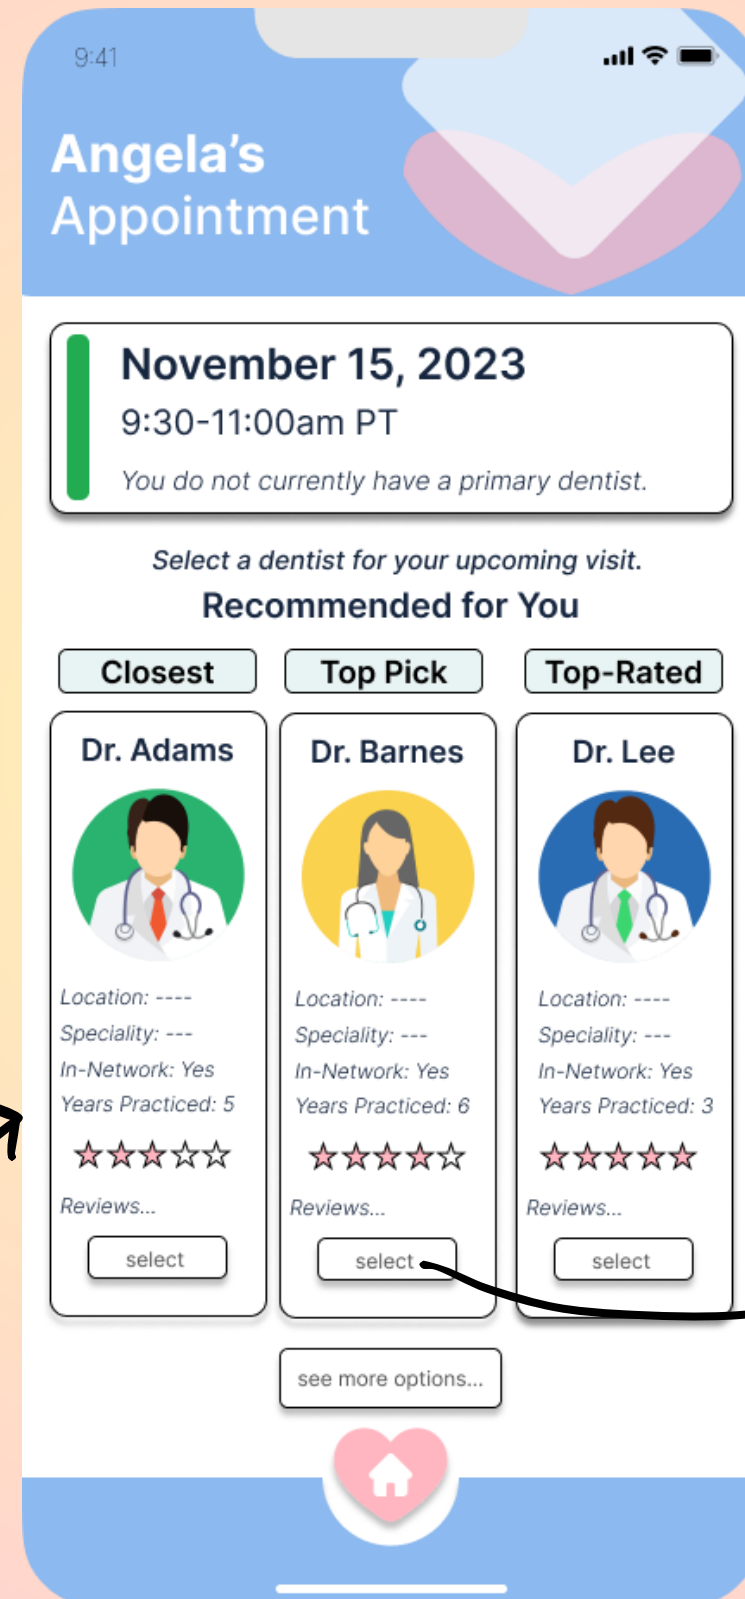 9:41
Angela's
Appointment
November 15, 2023
9:30-11:00am PT
You do not currently have a primary dentist.
Select a dentist for your upcoming visit.
Recommended for You
Closest
Top Pick
Top-Rated
Dr. Adams
Location: ----
Speciality: ---
In-Network: Yes
Years Practiced: 5
Reviews...
select
Dr. Barnes
Location: ----
Speciality: ---
In-Network: Yes
Years Practiced: 6
Reviews...
select
Dr. Lee
Location: ----
Speciality: ---
In-Network: Yes
Years Practiced: 3
Reviews...
select
see more options...